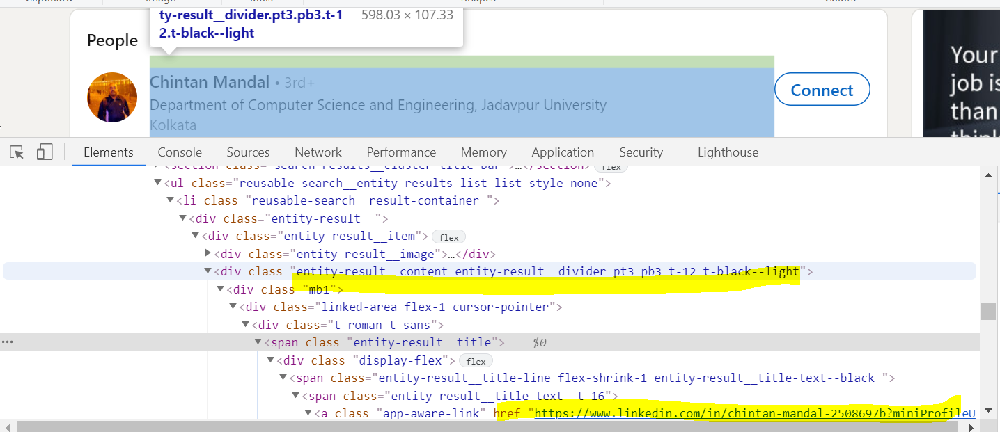 Clipboard Image Tools Shapes Colors
ty-result__divider.pt3.pb3.t-1 598.03 × 107.33
2.t-black--light
People
Your
Chintan Mandal • 3rd+
Connect
job is
Department of Computer Science and Engineering, Jadavpur University
than
Kolkata
think
Elements Console Sources Network Performance Memory Application Security Lighthouse
<section class="search-results__cluster-title-bar">…</section> flex
<ul class="reusable-search__entity-results-list list-style-none">
<li class="reusable-search__result-container ">
<div class="entity-result  ">
<div class="entity-result__item"> flex
<div class="entity-result__image">…</div>
<div class="entity-result__content entity-result__divider pt3 pb3 t-12 t-black--light">
<div class="mb1">
<div class="linked-area flex-1 cursor-pointer">
<div class="t-roman t-sans">
… <span class="entity-result__title"> == $0
<div class="display-flex"> flex
<span class="entity-result__title-line flex-shrink-1 entity-result__title-text--black ">
<span class="entity-result__title-text  t-16">
<a class="app-aware-link" href="https://www.linkedin.com/in/chintan-mandal-2508697b?miniProfileU